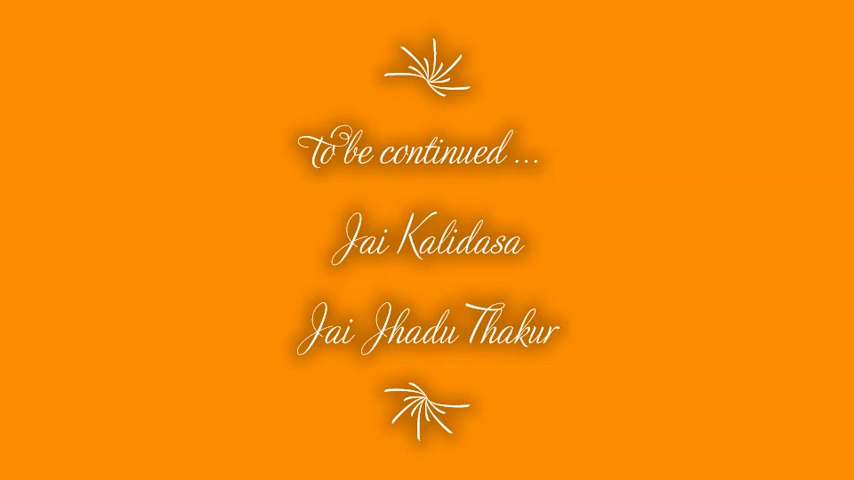 To be continued ...
Jai Kalidasa
Jai Jhadu Thakur